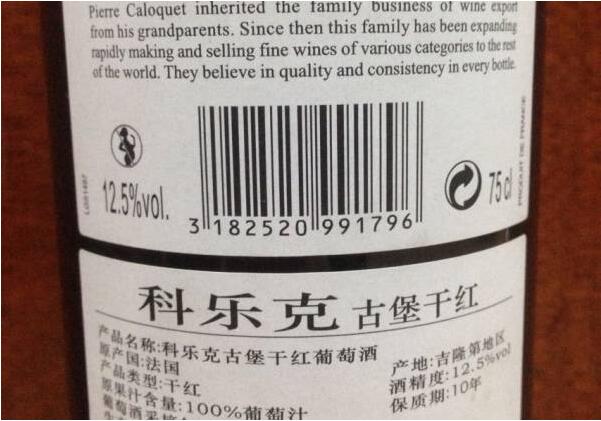 Pierre Caloquet inherited the family business of wine export
from his grandparents. Since then this family has been expanding
rapidly making and selling fine wines of various categories to the rest
of the world. They believe in quality and consistency in every bottle.
12.5%vol.
3 182520 991796
75cl
PRODUIT DE FRANCE
科乐克 古堡干红
产品名称:科乐克古堡干红葡萄酒
原产国:法国
产品类型:干红
原果汁含量:100%葡萄汁
产地:吉隆第地区
酒精度:12.5%vol
保质期:10年